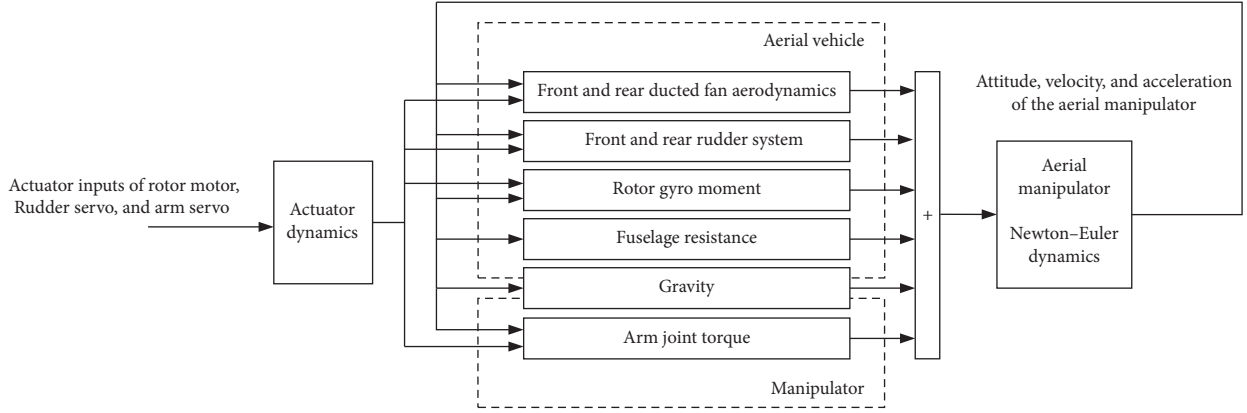 Aerial vehicle
Front and rear ducted fan aerodynamics
Front and rear rudder system
Rotor gyro moment
Fuselage resistance
Gravity
Arm joint torque
Manipulator
Actuator inputs of rotor motor,
Rudder servo, and arm servo
Actuator
dynamics
+
Attitude, velocity, and acceleration
of the aerial manipulator
Aerial
manipulator
Newton–Euler
dynamics